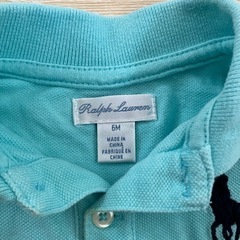 Ralph Lauren
6M
MADE IN
CHINA
FABRIQUÉ EN
CHINE